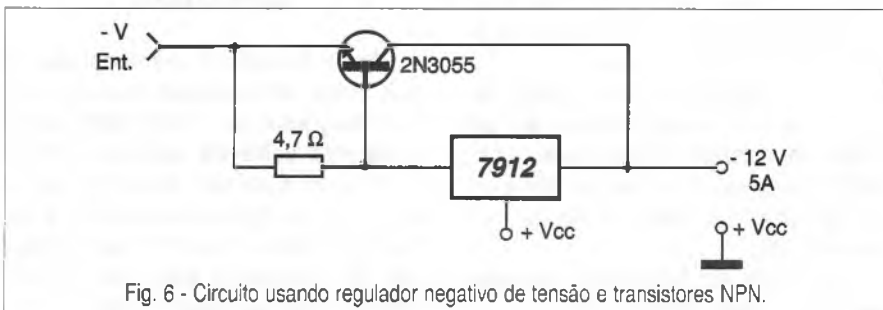 - V
Ent.
2N3055
4,7 Ω
7912
- 12 V
5A
+ Vcc
+ Vcc
Fig. 6 - Circuito usando regulador negativo de tensão e transistores NPN.